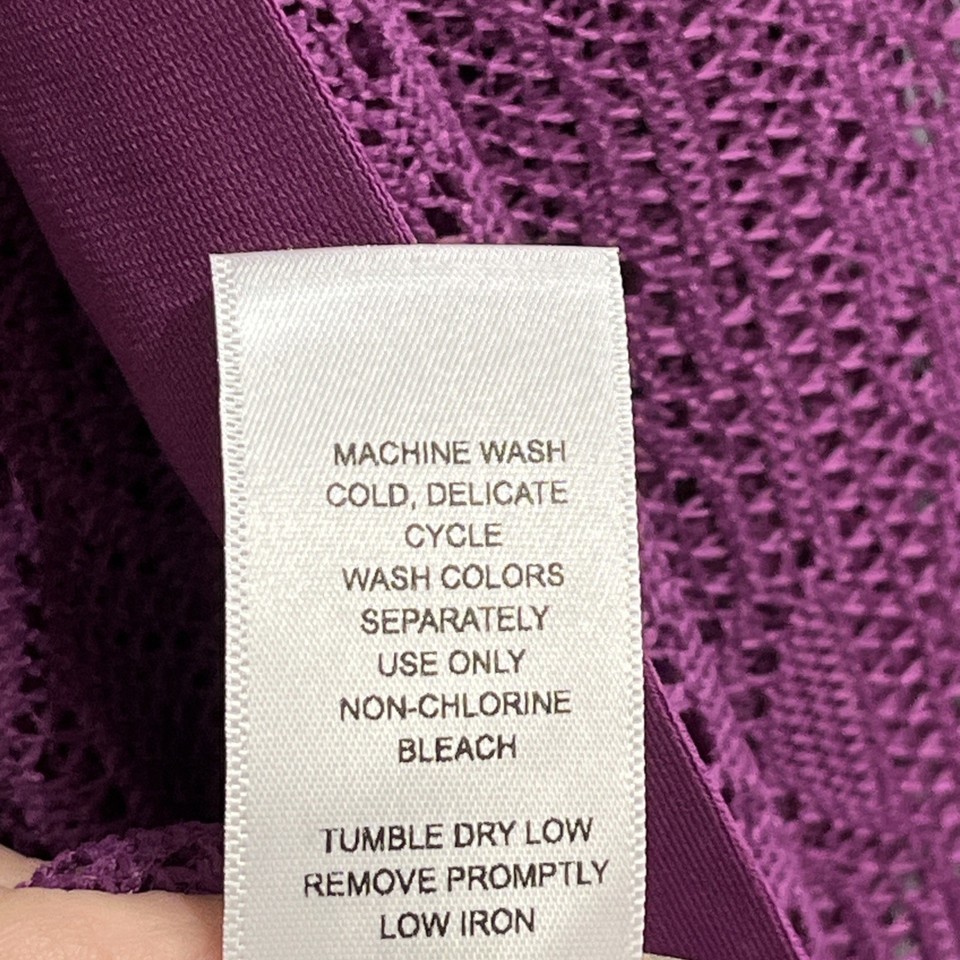 MACHINE WASH
COLD, DELICATE
CYCLE
WASH COLORS
SEPARATELY
USE ONLY
NON-CHLORINE
BLEACH
TUMBLE DRY LOW
REMOVE PROMPTLY
LOW IRON